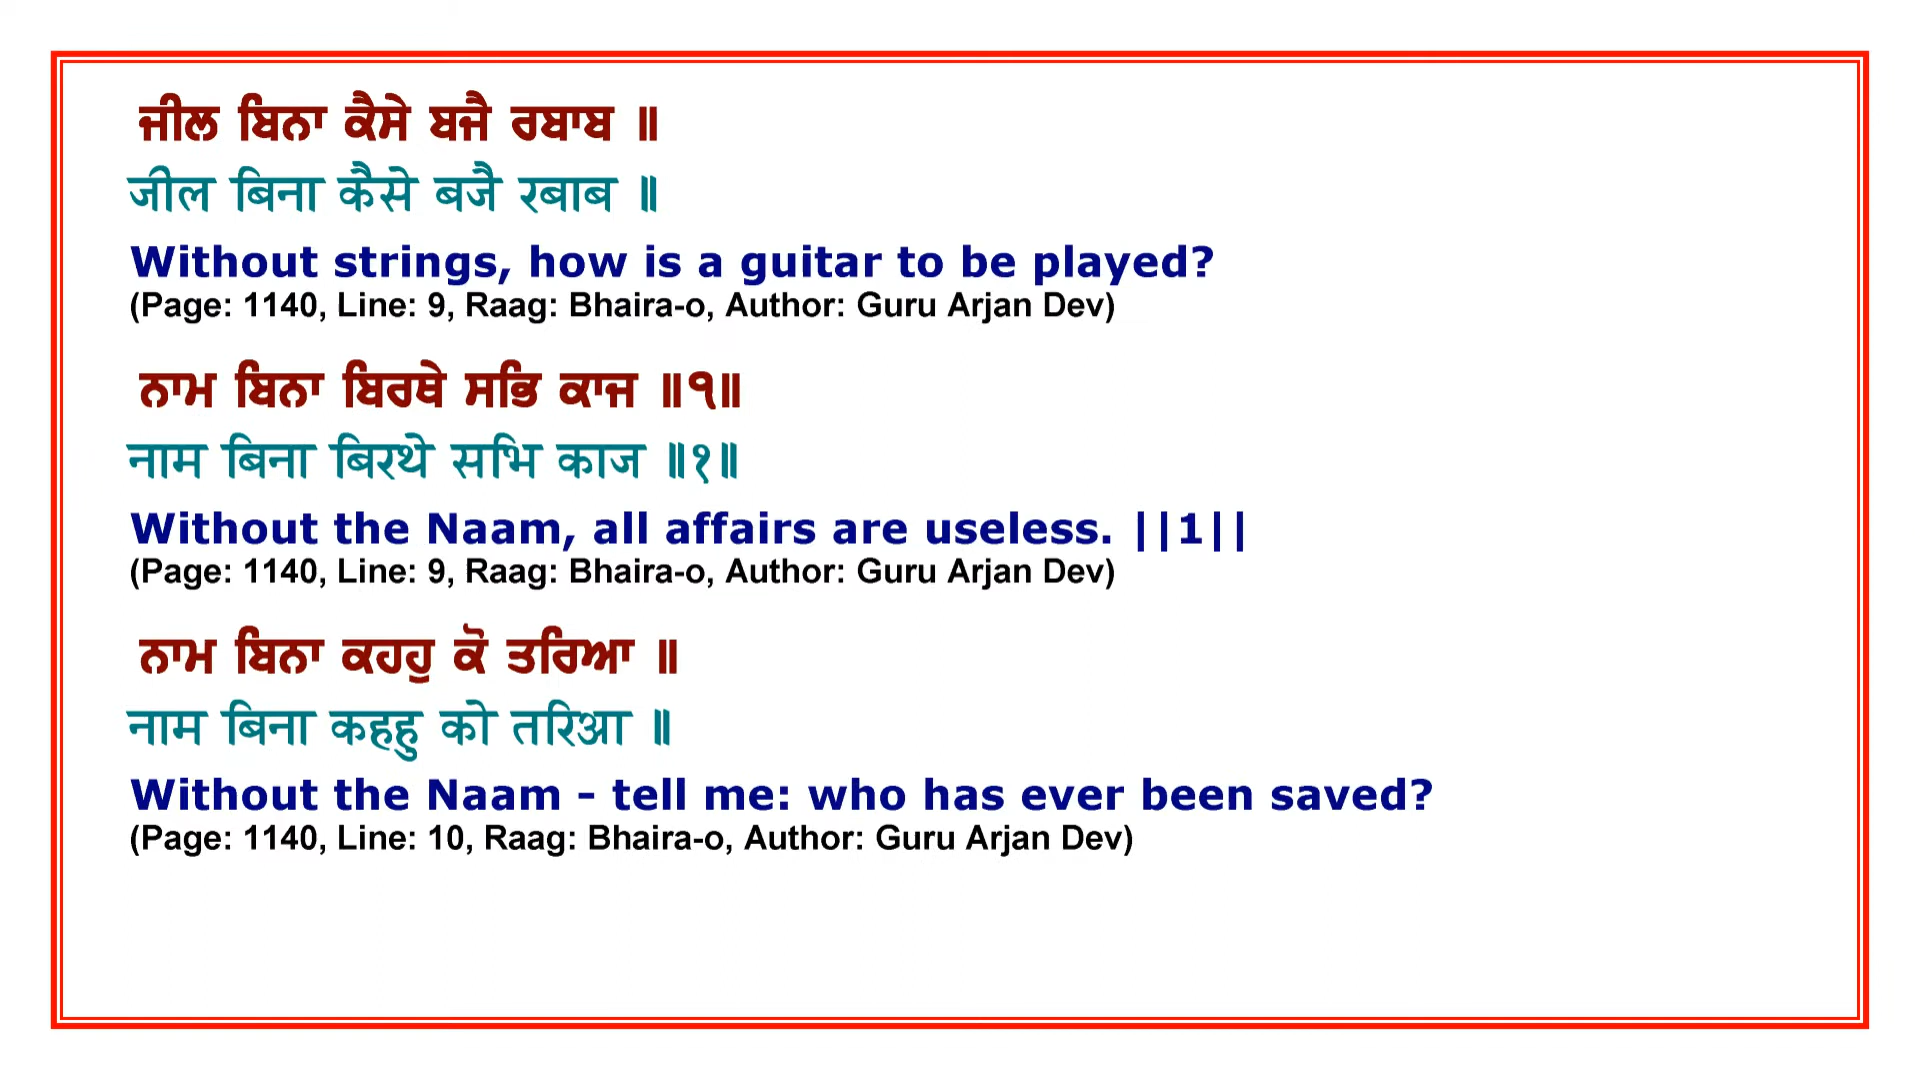 ਜੀਲ ਬਿਨਾ ਕੈਸੇ ਬਜੈ ਰਬਾਬ ॥
जील बिना कैसे बजै रबाब ॥
Without strings, how is a guitar to be played?
(Page: 1140, Line: 9, Raag: Bhaira-o, Author: Guru Arjan Dev)
ਨਾਮ ਬਿਨਾ ਬਿਰਥੇ ਸਭਿ ਕਾਜ ॥੧॥
नाम बिना बिरथे सभि काज ॥१॥
Without the Naam, all affairs are useless. ||1||
(Page: 1140, Line: 9, Raag: Bhaira-o, Author: Guru Arjan Dev)
ਨਾਮ ਬਿਨਾ ਕਹਹੁ ਕੋ ਤਰਿਆ ॥
नाम बिना कहहु को तरिआ ॥
Without the Naam - tell me: who has ever been saved?
(Page: 1140, Line: 10, Raag: Bhaira-o, Author: Guru Arjan Dev)